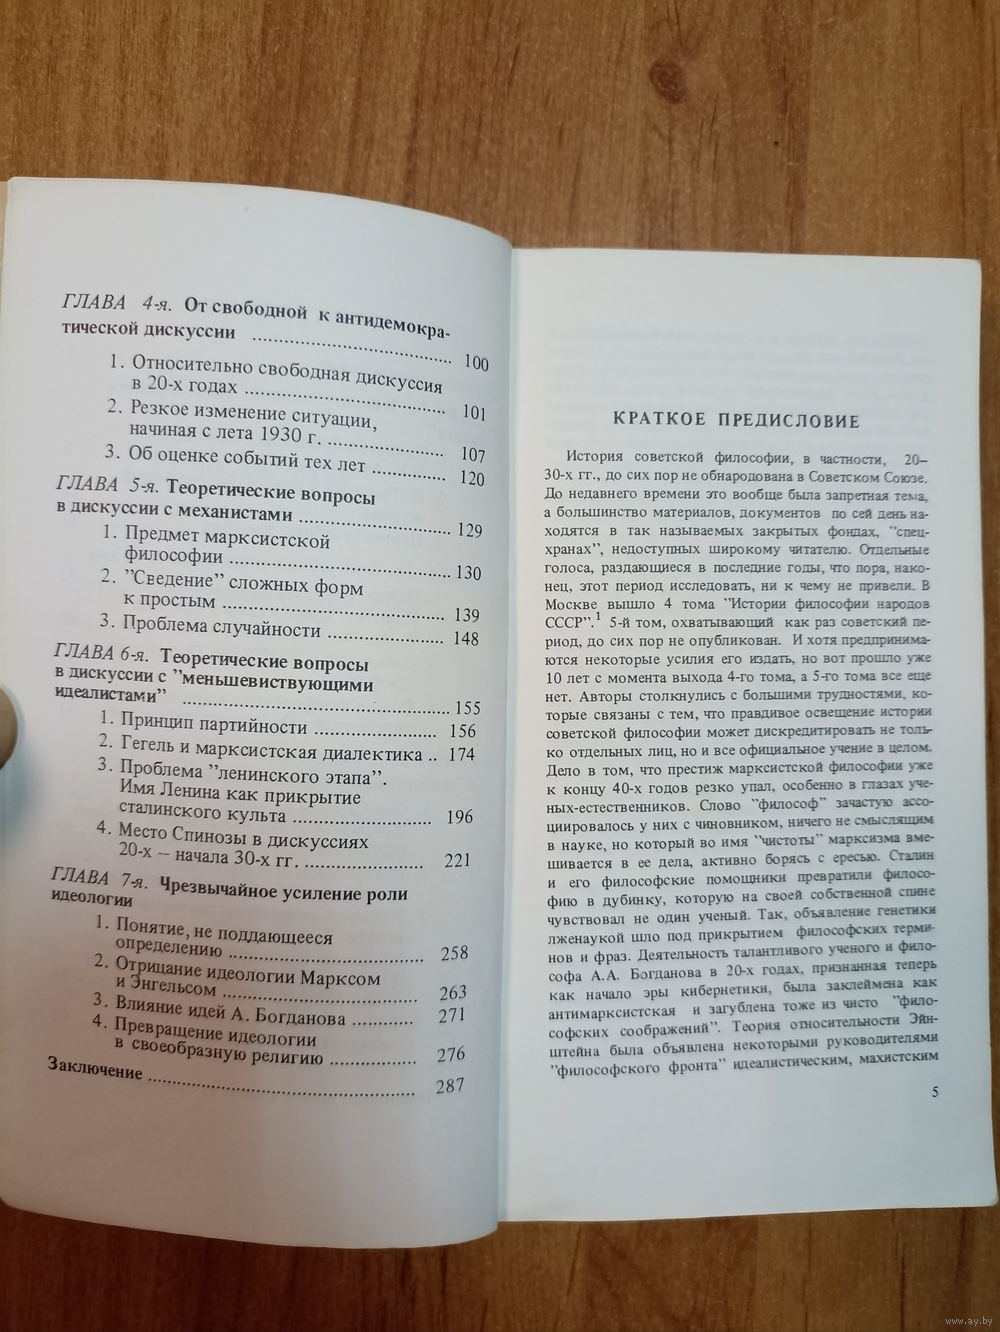 ГЛАВА 4-я. От свободной к антидемокра-
тической дискуссии ........ 100
1. Относительно свободная дискуссия
в 20-х годах ........ 101
2. Резкое изменение ситуации,
начиная с лета 1930 г. ........ 107
3. Об оценке событий тех лет ........ 120
ГЛАВА 5-я. Теоретические вопросы
в дискуссии с механистами ........ 129
1. Предмет марксистской
философии ........ 130
2. "Сведение" сложных форм
к простым ........ 139
3. Проблема случайности ........ 148
ГЛАВА 6-я. Теоретические вопросы
в дискуссии с "меньшевиствующими
идеалистами" ........ 155
1. Принцип партийности ........ 156
2. Гегель и марксистская диалектика .. 174
3. Проблема "ленинского этапа".
Имя Ленина как прикрытие
сталинского культа ........ 196
4. Место Спинозы в дискуссиях
20-х – начала 30-х гг. ........ 221
ГЛАВА 7-я. Чрезвычайное усиление роли
идеологии
1. Понятие, не поддающееся
определению ........ 258
2. Отрицание идеологии Марксом
и Энгельсом ........ 263
3. Влияние идей А. Богданова ........ 271
4. Превращение идеологии
в своеобразную религию ........ 276
Заключение ........ 287
КРАТКОЕ ПРЕДИСЛОВИЕ
История советской философии, в частности, 20–
30-х гг., до сих пор не обнародована в Советском Союзе.
До недавнего времени это вообще была запретная тема,
а большинство материалов, документов по сей день на-
ходятся в так называемых закрытых фондах, "спец-
хранах", недоступных широкому читателю. Отдельные
голоса, раздающиеся в последние годы, что пора, нако-
нец, этот период исследовать, ни к чему не привели. В
Москве вышло 4 тома "Истории философии народов
СССР".1 5-й том, охватывающий как раз советский пе-
риод, до сих пор не опубликован. И хотя предпринима-
ются некоторые усилия его издать, но вот прошло уже
10 лет с момента выхода 4-го тома, а 5-го тома все еще
нет. Авторы столкнулись с большими трудностями, ко-
торые связаны с тем, что правдивое освещение истории
советской философии может дискредитировать не толь-
ко отдельных лиц, но и все официальное учение в целом.
Дело в том, что престиж марксистской философии уже
к концу 40-х годов резко упал, особенно в глазах уче-
ных-естественников. Слово "философ" зачастую ассо-
циировалось у них с чиновником, ничего не смыслящим
в науке, но который во имя "чистоты" марксизма вме-
шивается в ее дела, активно борясь с ересью. Сталин
и его философские помощники превратили филосо-
фию в дубинку, которую на своей собственной спине
чувствовал не один ученый. Так, объявление генетики
лженаукой шло под прикрытием философских терми-
нов и фраз. Деятельность талантливого ученого и фило-
софа А.А. Богданова в 20-х годах, признанная теперь
как начало эры кибернетики, была заклеймена как
антимарксистская и загублена тоже из чисто "фило-
софских соображений". Теория относительности Эйн-
штейна была объявлена некоторыми руководителями
"философского фронта" идеалистическим, махистским
5
www.ay.by